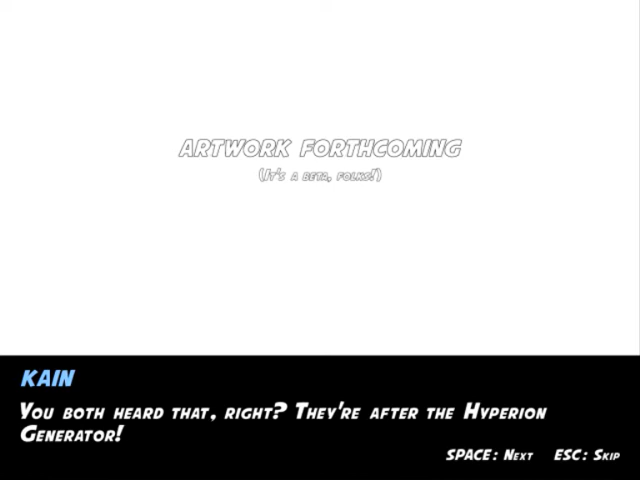 ARTWORK FORTHCOMING
(IT'S A BETA, FOLKS!)
KAIN
YOU BOTH HEARD THAT, RIGHT? THEY'RE AFTER THE HYPERION
GENERATOR!
SPACE: NEXT ESC: SKIP